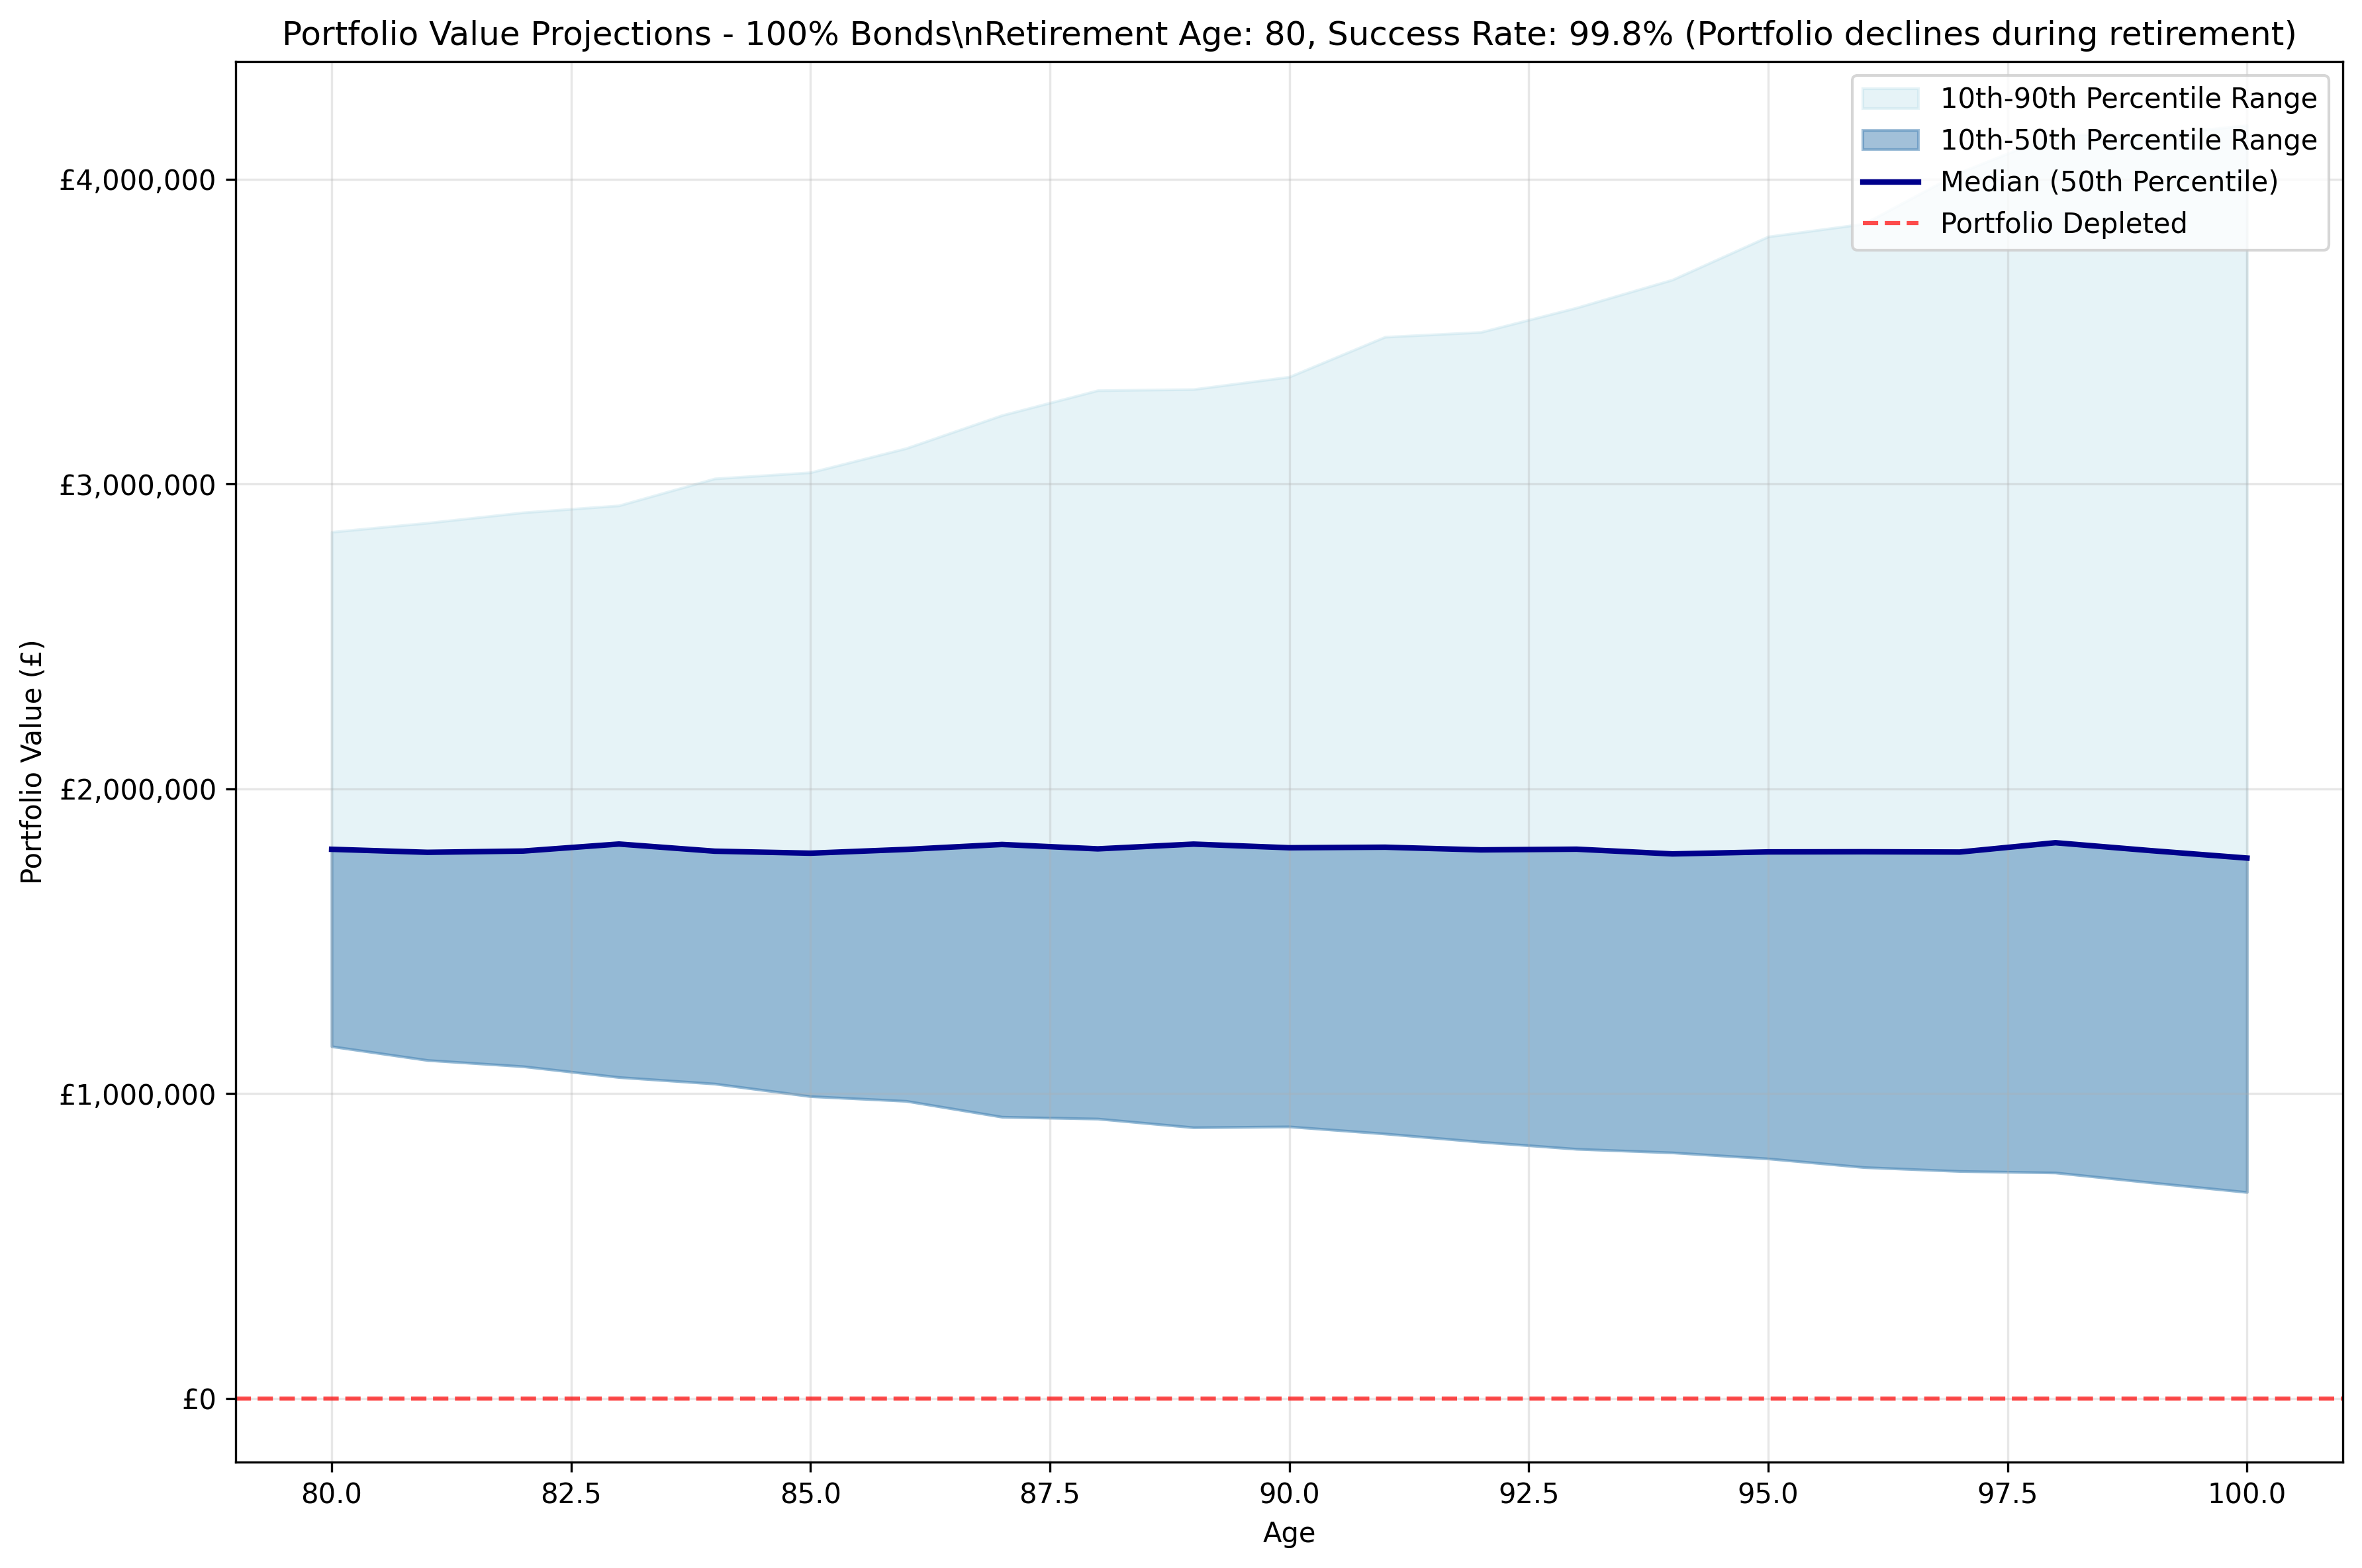 Portfolio Value Projections - 100% Bonds\nRetirement Age: 80, Success Rate: 99.8% (Portfolio declines during retirement)
10th-90th Percentile Range
10th-50th Percentile Range
Median (50th Percentile)
Portfolio Depleted
Portfolio Value (£)
£4,000,000
£3,000,000
£2,000,000
£1,000,000
£0
80.0 82.5 85.0 87.5 90.0 92.5 95.0 97.5 100.0
Age